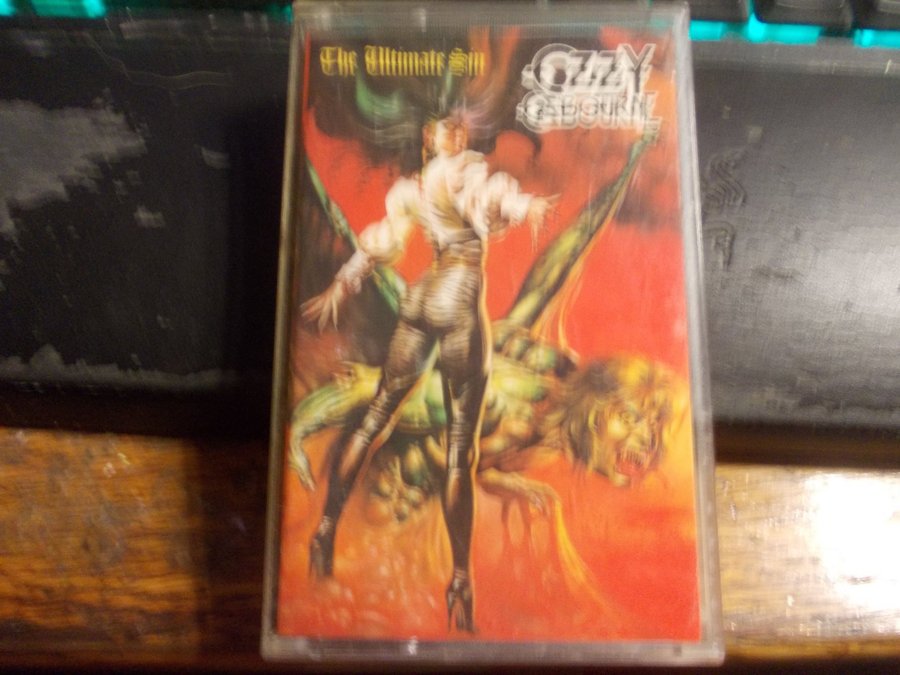 The Ultimate Sin
OZZY
OSBOURNE